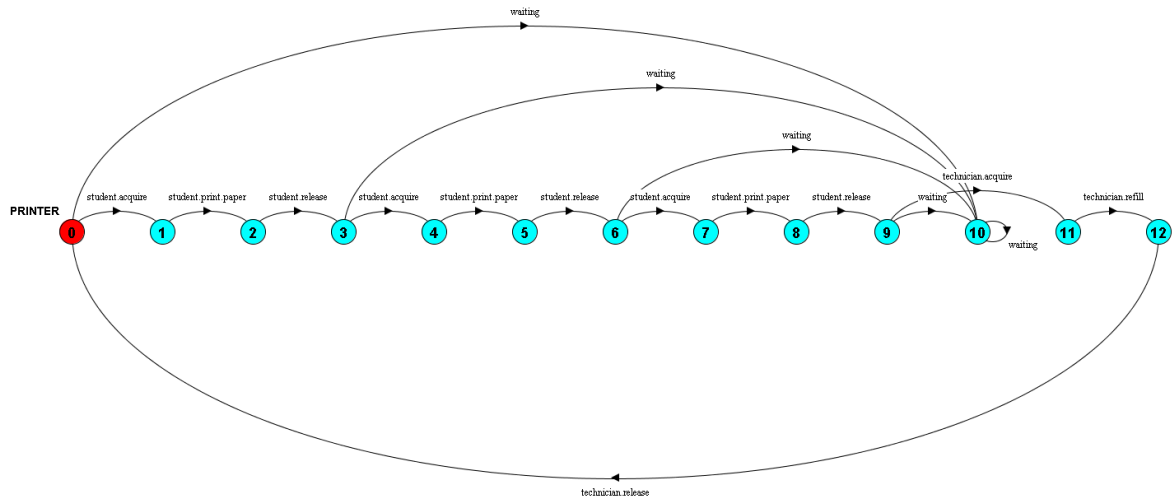 waiting
waiting
waiting
technician.acquire
student.acquire student.print.paper student.release student.acquire student.print.paper student.release student.acquire student.print.paper student.release waiting technician.refill
PRINTER
0 1 2 3 4 5 6 7 8 9 10 11 12
waiting
technician.release